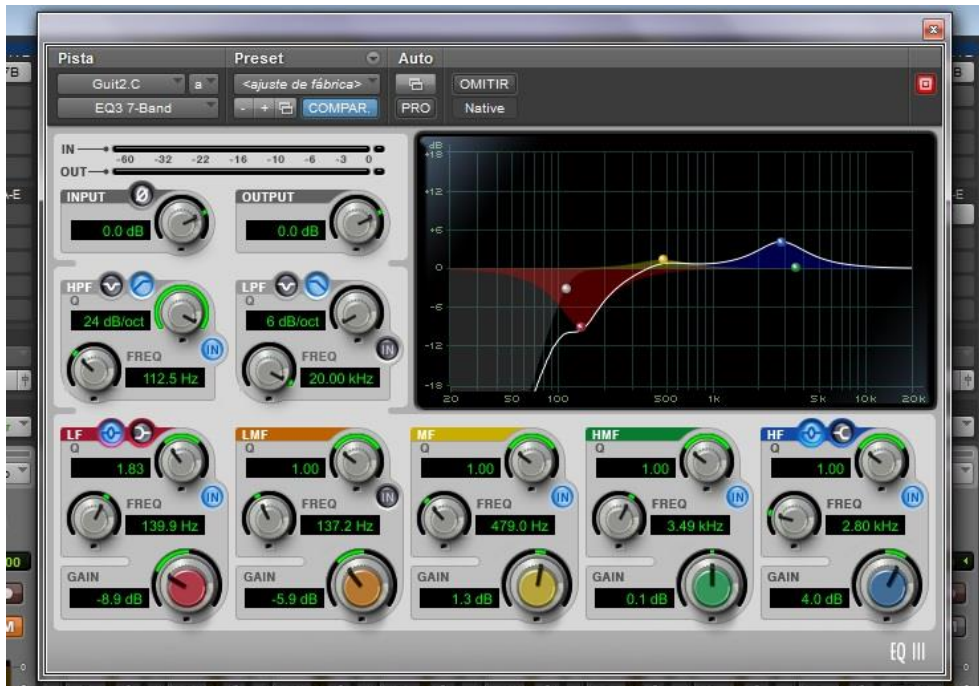 Pista Preset Auto
Guit2.C a <ajuste de fábrica> OMITIR
EQ3 7-Band - + COMPAR. PRO Native
IN
-60 -32 -22 -16 -10 -6 -3 0
OUT
INPUT Ø OUTPUT
0.0 dB 0.0 dB
HPF LPF
Q Q
24 dB/oct 6 dB/oct
IN IN
FREQ FREQ
112.5 Hz 20.00 kHz
dB
+18
+12
+6
0
-6
-12
-18
20 50 100 500 1k 5k 10k 20k
LF LMF MF HMF HF
Q Q Q Q Q
1.83 1.00 1.00 1.00 1.00
IN IN IN IN IN
FREQ FREQ FREQ FREQ FREQ
139.9 Hz 137.2 Hz 479.0 Hz 3.49 kHz 2.80 kHz
GAIN GAIN GAIN GAIN GAIN
-8.9 dB -5.9 dB 1.3 dB 0.1 dB 4.0 dB
EQ III